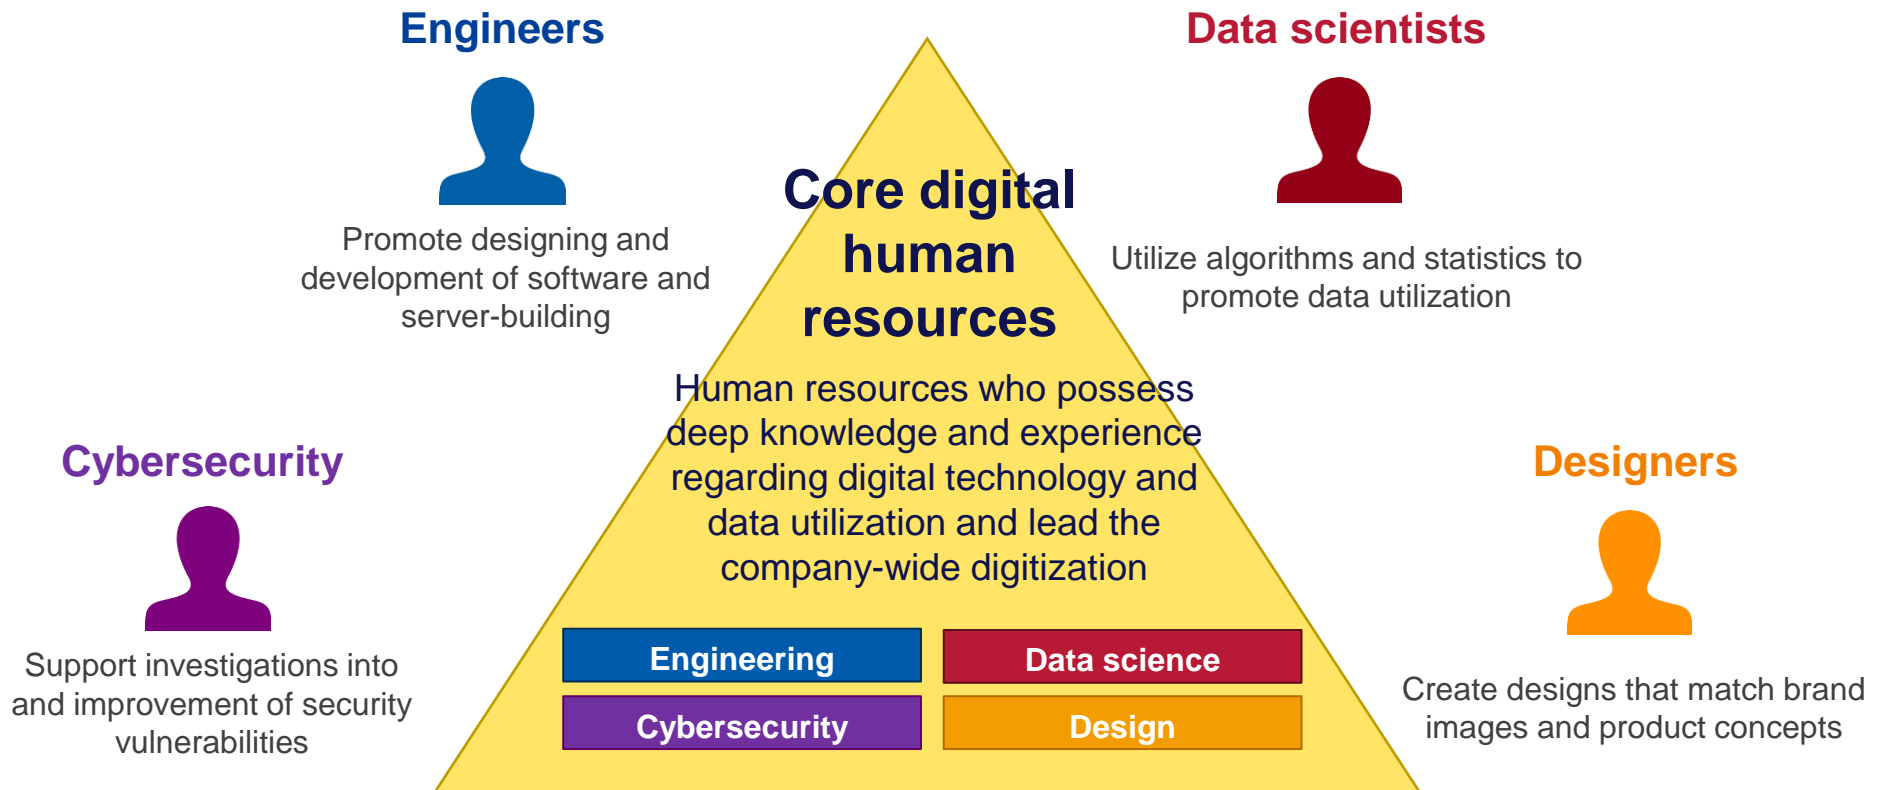 Engineers
Promote designing and
development of software and
server-building
Data scientists
Utilize algorithms and statistics to
promote data utilization
Core digital
human
resources
Human resources who possess
deep knowledge and experience
regarding digital technology and
data utilization and lead the
company-wide digitization
Cybersecurity
Support investigations into
and improvement of security
vulnerabilities
Designers
Create designs that match brand
images and product concepts
Engineering
Data science
Cybersecurity
Design